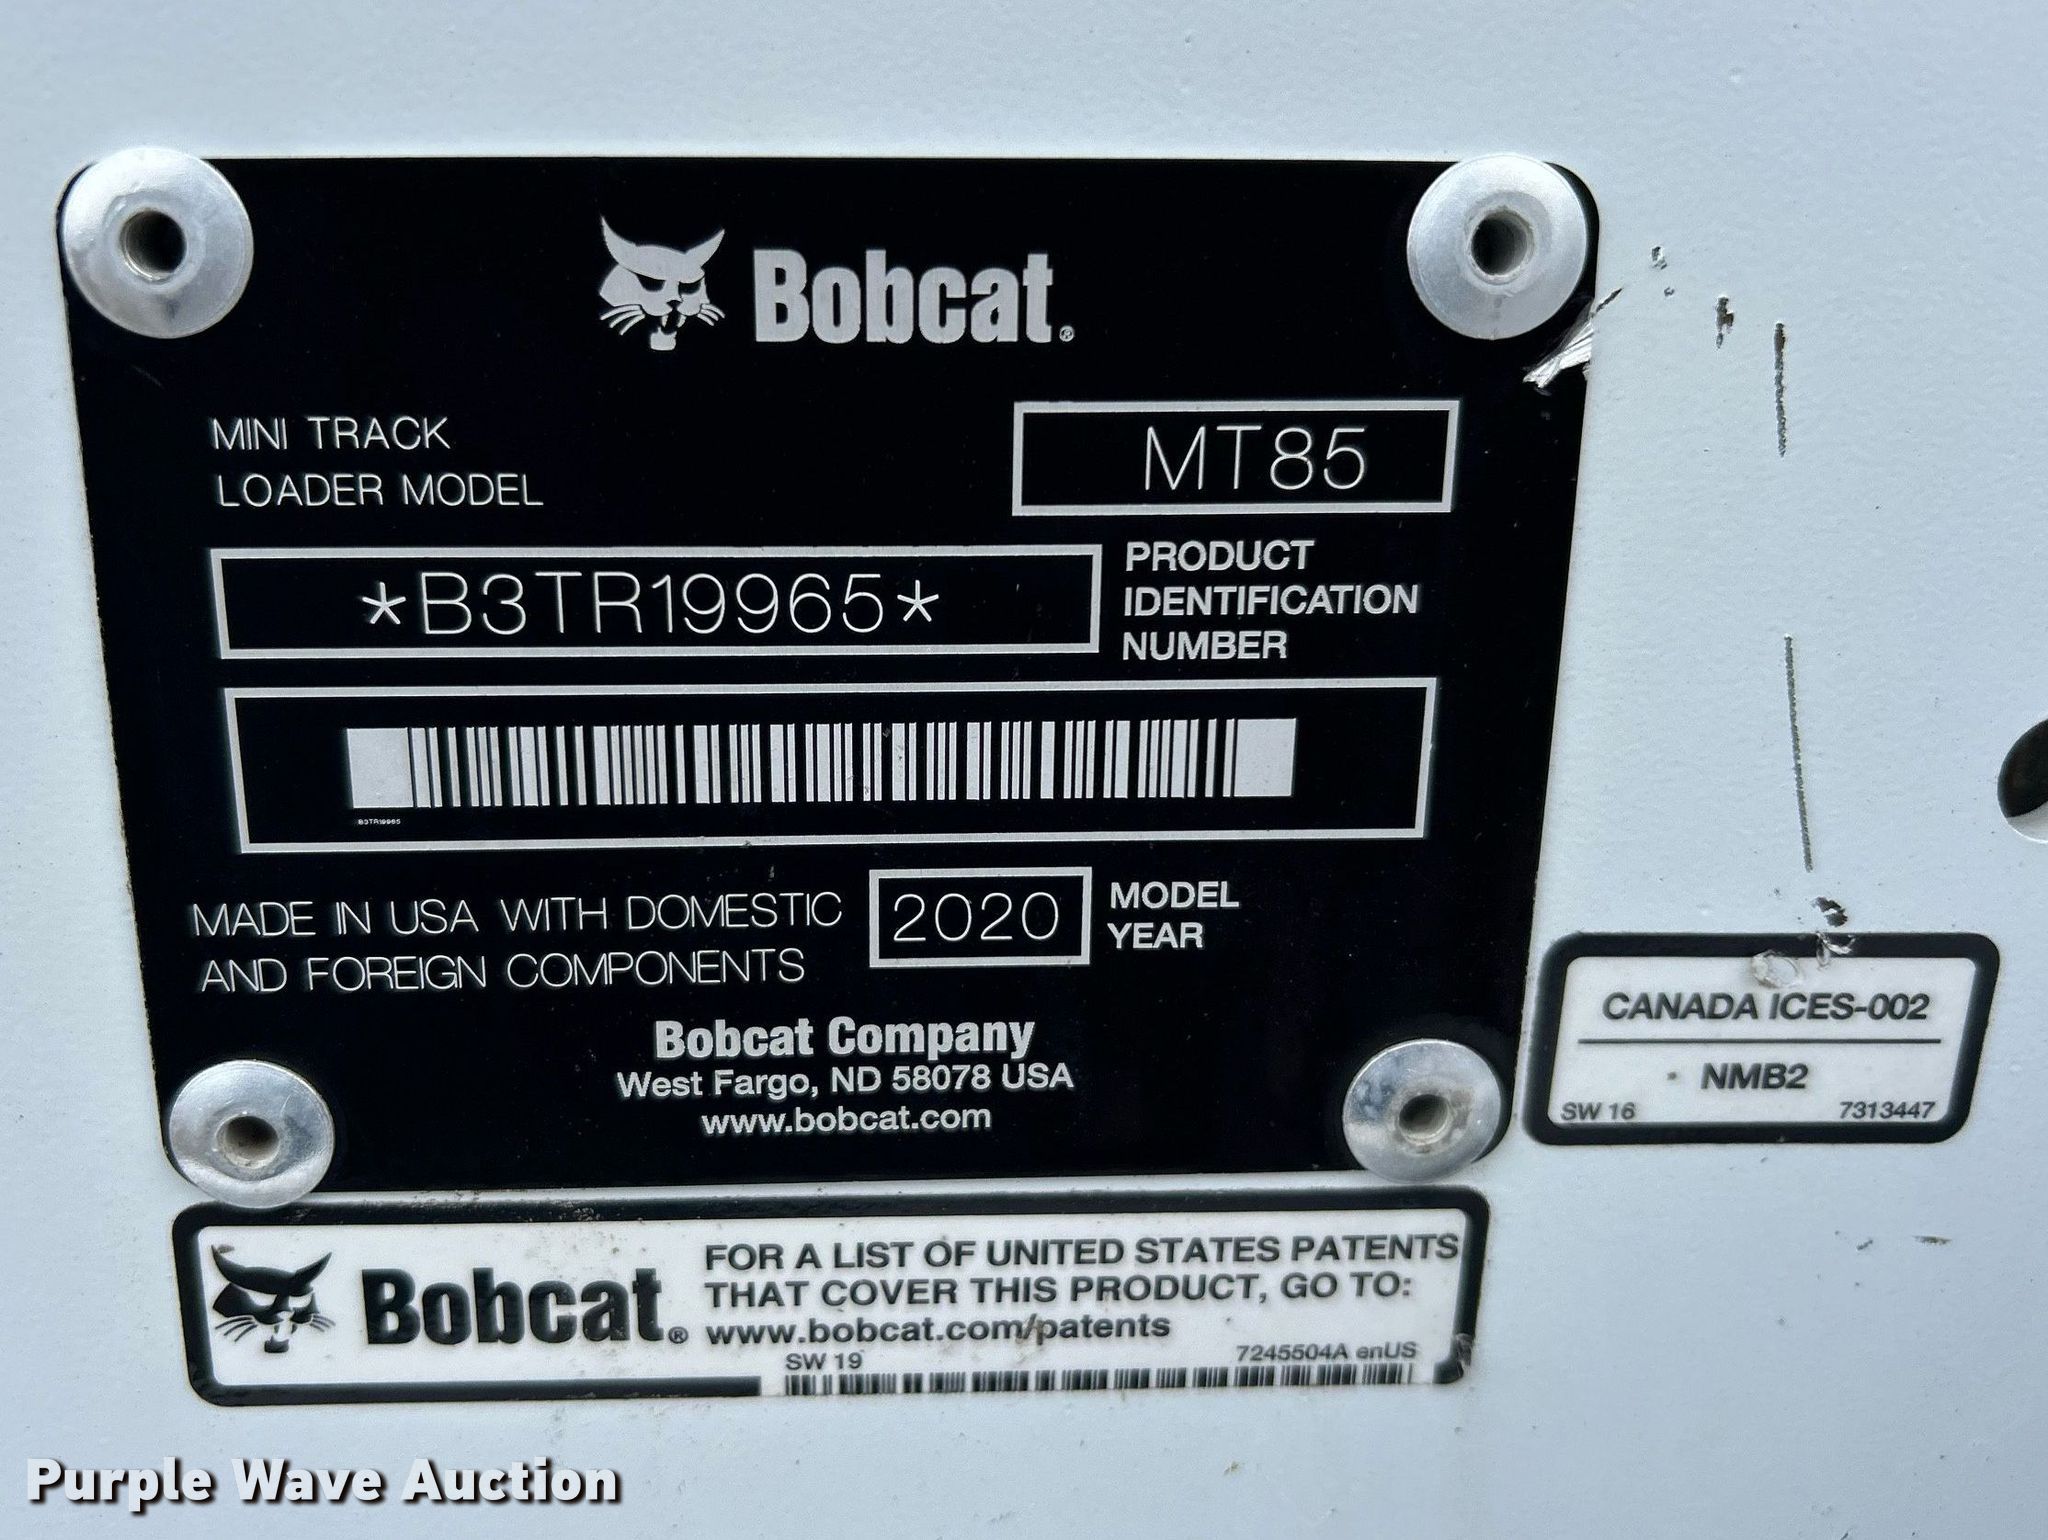 Bobcat®
MINI TRACK
LOADER MODEL
MT85
*B3TR19965*
PRODUCT
IDENTIFICATION
NUMBER
B3TR19965
MADE IN USA WITH DOMESTIC
AND FOREIGN COMPONENTS
2020
MODEL
YEAR
Bobcat Company
West Fargo, ND 58078 USA
www.bobcat.com
CANADA ICES-002
NMB2
SW 16 7313447
Bobcat®
FOR A LIST OF UNITED STATES PATENTS
THAT COVER THIS PRODUCT, GO TO:
www.bobcat.com/patents
SW 19 7245504A enUS
Purple Wave Auction